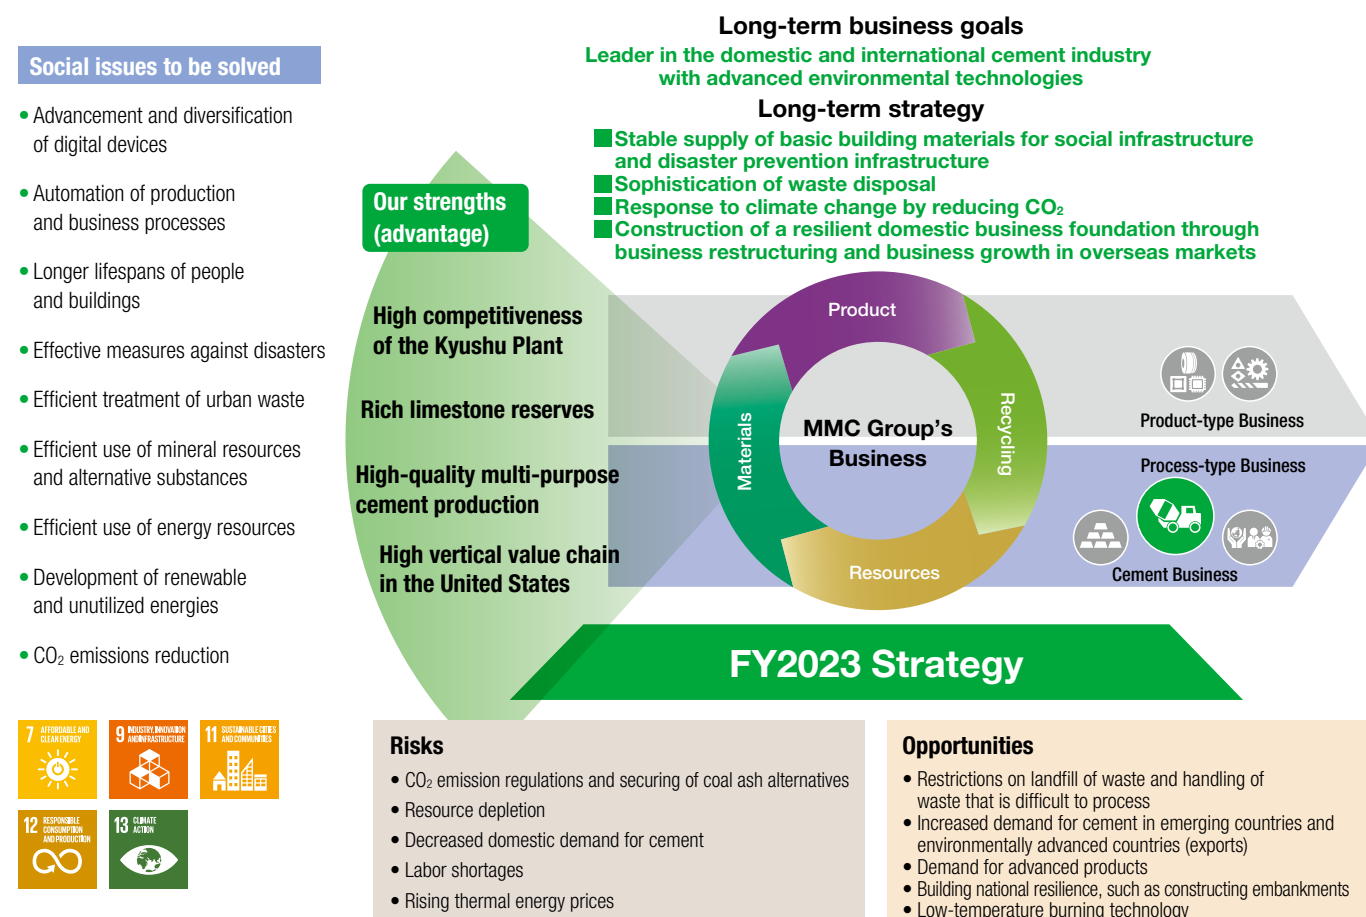 Long-term business goals
Leader in the domestic and international cement industry
with advanced environmental technologies
Long-term strategy
Stable supply of basic building materials for social infrastructure
and disaster prevention infrastructure
Sophistication of waste disposal
Response to climate change by reducing CO₂
Construction of a resilient domestic business foundation through
business restructuring and business growth in overseas markets
Social issues to be solved
• Advancement and diversification
of digital devices
• Automation of production
and business processes
• Longer lifespans of people
and buildings
• Effective measures against disasters
• Efficient treatment of urban waste
• Efficient use of mineral resources
and alternative substances
• Efficient use of energy resources
• Development of renewable
and unutilized energies
• CO₂ emissions reduction
7 AFFORDABLE AND
CLEAN ENERGY
9 INDUSTRY, INNOVATION
AND INFRASTRUCTURE
11 SUSTAINABLE CITIES
AND COMMUNITIES
12 RESPONSIBLE
CONSUMPTION
AND PRODUCTION
13 CLIMATE
ACTION
Our strengths
(advantage)
High competitiveness
of the Kyushu Plant
Rich limestone reserves
High-quality multi-purpose
cement production
High vertical value chain
in the United States
Product
Recycling
Resources
Materials
MMC Group's
Business
Product-type Business
Process-type Business
Cement Business
FY2023 Strategy
Risks
• CO₂ emission regulations and securing of coal ash alternatives
• Resource depletion
• Decreased domestic demand for cement
• Labor shortages
• Rising thermal energy prices
Opportunities
• Restrictions on landfill of waste and handling of
waste that is difficult to process
• Increased demand for cement in emerging countries and
environmentally advanced countries (exports)
• Demand for advanced products
• Building national resilience, such as constructing embankments
• Low-temperature burning technology